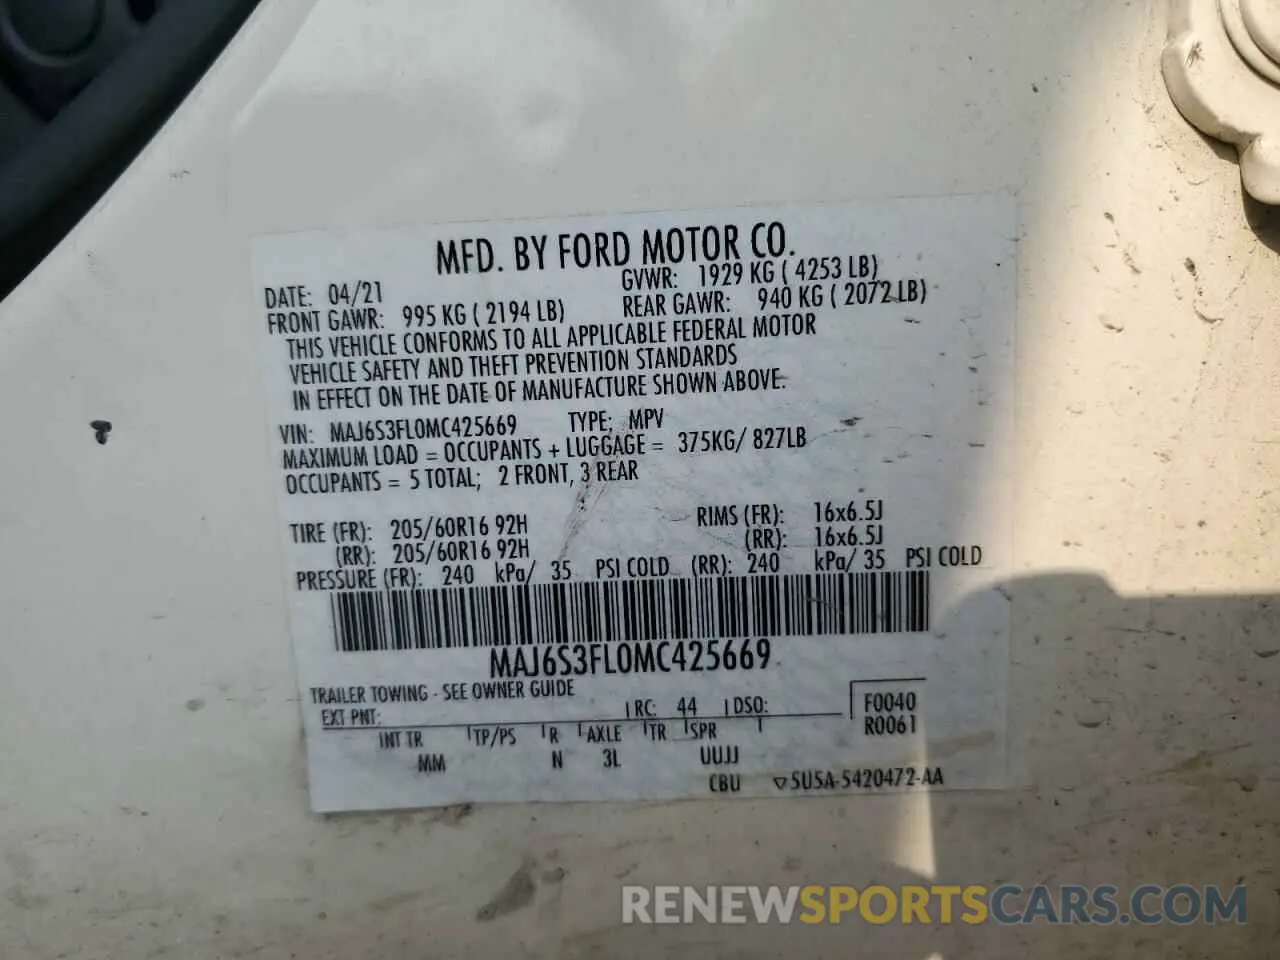 MFD. BY FORD MOTOR CO.
DATE: 04/21 GVWR: 1929 KG ( 4253 LB)
FRONT GAWR: 995 KG ( 2194 LB) REAR GAWR: 940 KG ( 2072 LB)
THIS VEHICLE CONFORMS TO ALL APPLICABLE FEDERAL MOTOR
VEHICLE SAFETY AND THEFT PREVENTION STANDARDS
IN EFFECT ON THE DATE OF MANUFACTURE SHOWN ABOVE.
VIN: MAJ6S3FL0MC425669 TYPE: MPV
MAXIMUM LOAD = OCCUPANTS + LUGGAGE = 375KG/ 827LB
OCCUPANTS = 5 TOTAL; 2 FRONT, 3 REAR
TIRE (FR): 205/60R16 92H RIMS (FR): 16x6.5J
(RR): 205/60R16 92H (RR): 16x6.5J
PRESSURE (FR): 240 kPa/ 35 PSI COLD (RR): 240 kPa/ 35 PSI COLD
MAJ6S3FL0MC425669
TRAILER TOWING - SEE OWNER GUIDE
EXT PNT: RC: 44 DSO: F0040
INT TR TP/PS R AXLE TR SPR R0061
MM N 3L UUJJ
CBU ▽5U5A-5420472-AA
RENEWSPORTSCARS.COM